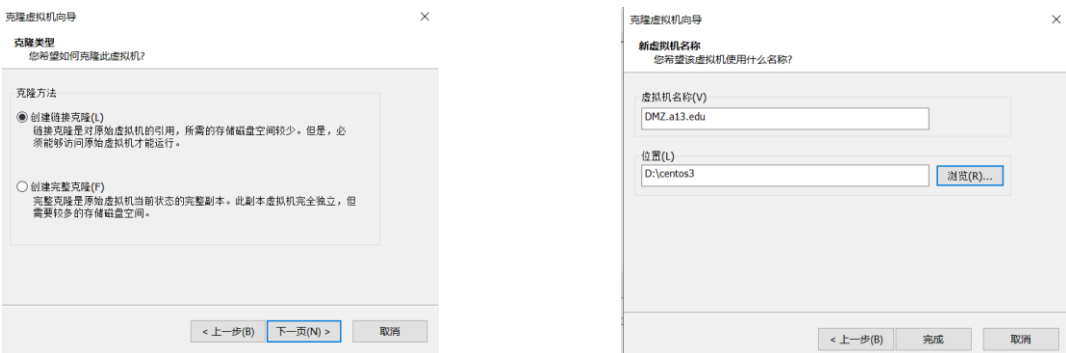 克隆虚拟机向导
克隆类型
您希望如何克隆此虚拟机?
克隆方法
创建链接克隆(L)
链接克隆是对原始虚拟机的引用，所需的存储磁盘空间较少。但是，必
须能够访问原始虚拟机才能运行。
创建完整克隆(F)
完整克隆是原始虚拟机当前状态的完整副本。此副本虚拟机完全独立，但
需要较多的存储磁盘空间。
< 上一步(B)
下一页(N) >
取消
克隆虚拟机向导
新虚拟机名称
您希望该虚拟机使用什么名称?
虚拟机名称(V)
DMZ.a13.edu
位置(L)
D:\centos3
浏览(R)...
< 上一步(B)
完成
取消